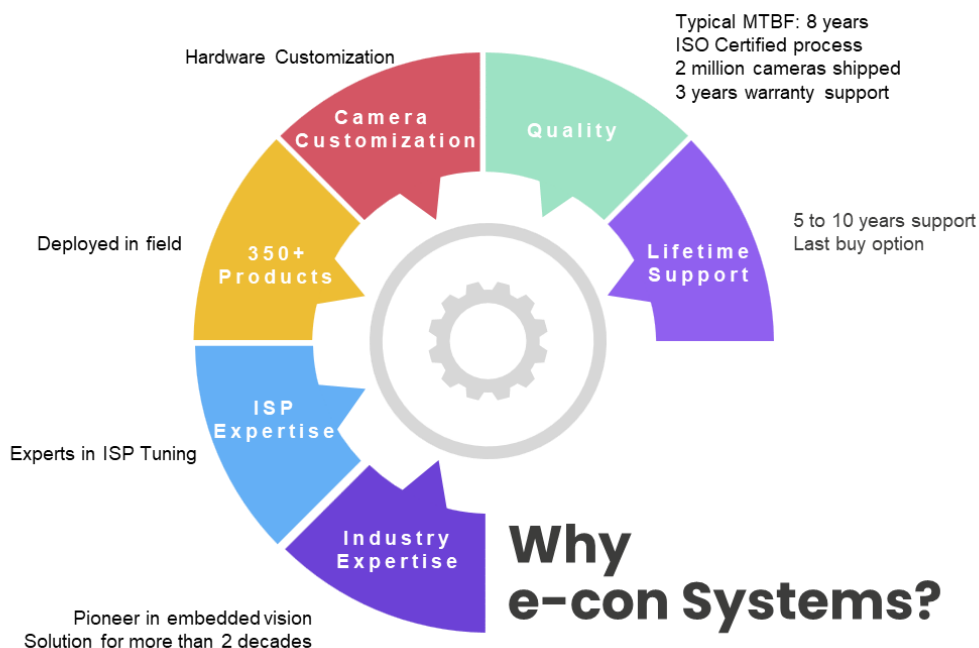 Hardware Customization
Camera
Customization
Typical MTBF: 8 years
ISO Certified process
2 million cameras shipped
3 years warranty support
Quality
5 to 10 years support
Last buy option
Lifetime
Support
Deployed in field
350+
Products
Experts in ISP Tuning
ISP
Expertise
Industry
Expertise
Pioneer in embedded vision
Solution for more than 2 decades
Why
e-con Systems?